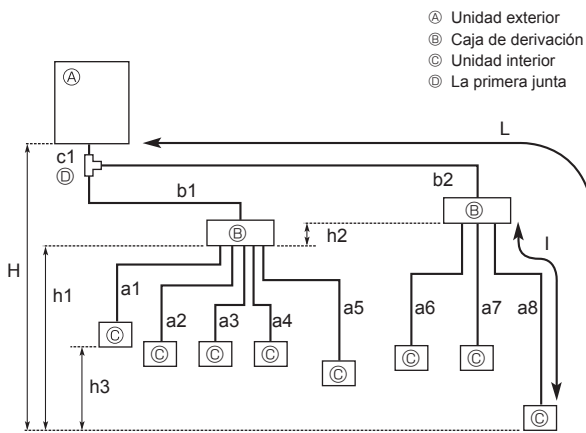 Ⓐ Unidad exterior
Ⓑ Caja de derivación
Ⓒ Unidad interior
Ⓓ La primera junta
Ⓐ
L
c1
Ⓓ
b1
b2
Ⓑ
Ⓑ
h2
H
h1
a1
a2
a3
a4
a5
a6
a7
a8
l
Ⓒ
Ⓒ
Ⓒ
Ⓒ
Ⓒ
Ⓒ
Ⓒ
h3
Ⓒ